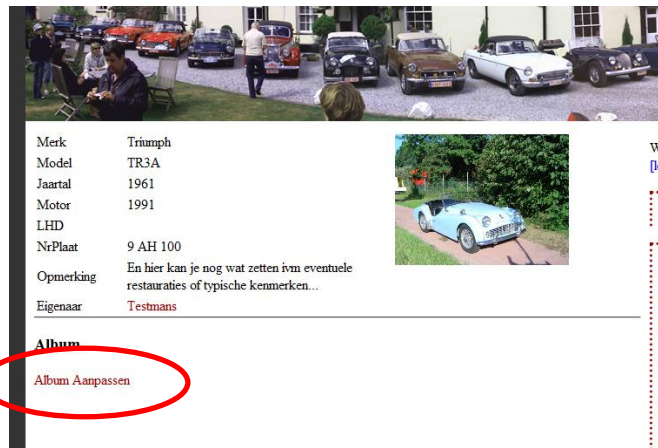 Merk Triumph
Model TR3A
Jaartal 1961
Motor 1991
LHD
NrPlaat 9 AH 100
Opmerking En hier kan je nog wat zetten ivm eventuele
restauraties of typische kenmerken...
Eigenaar Testmans
Album
Album Aanpassen